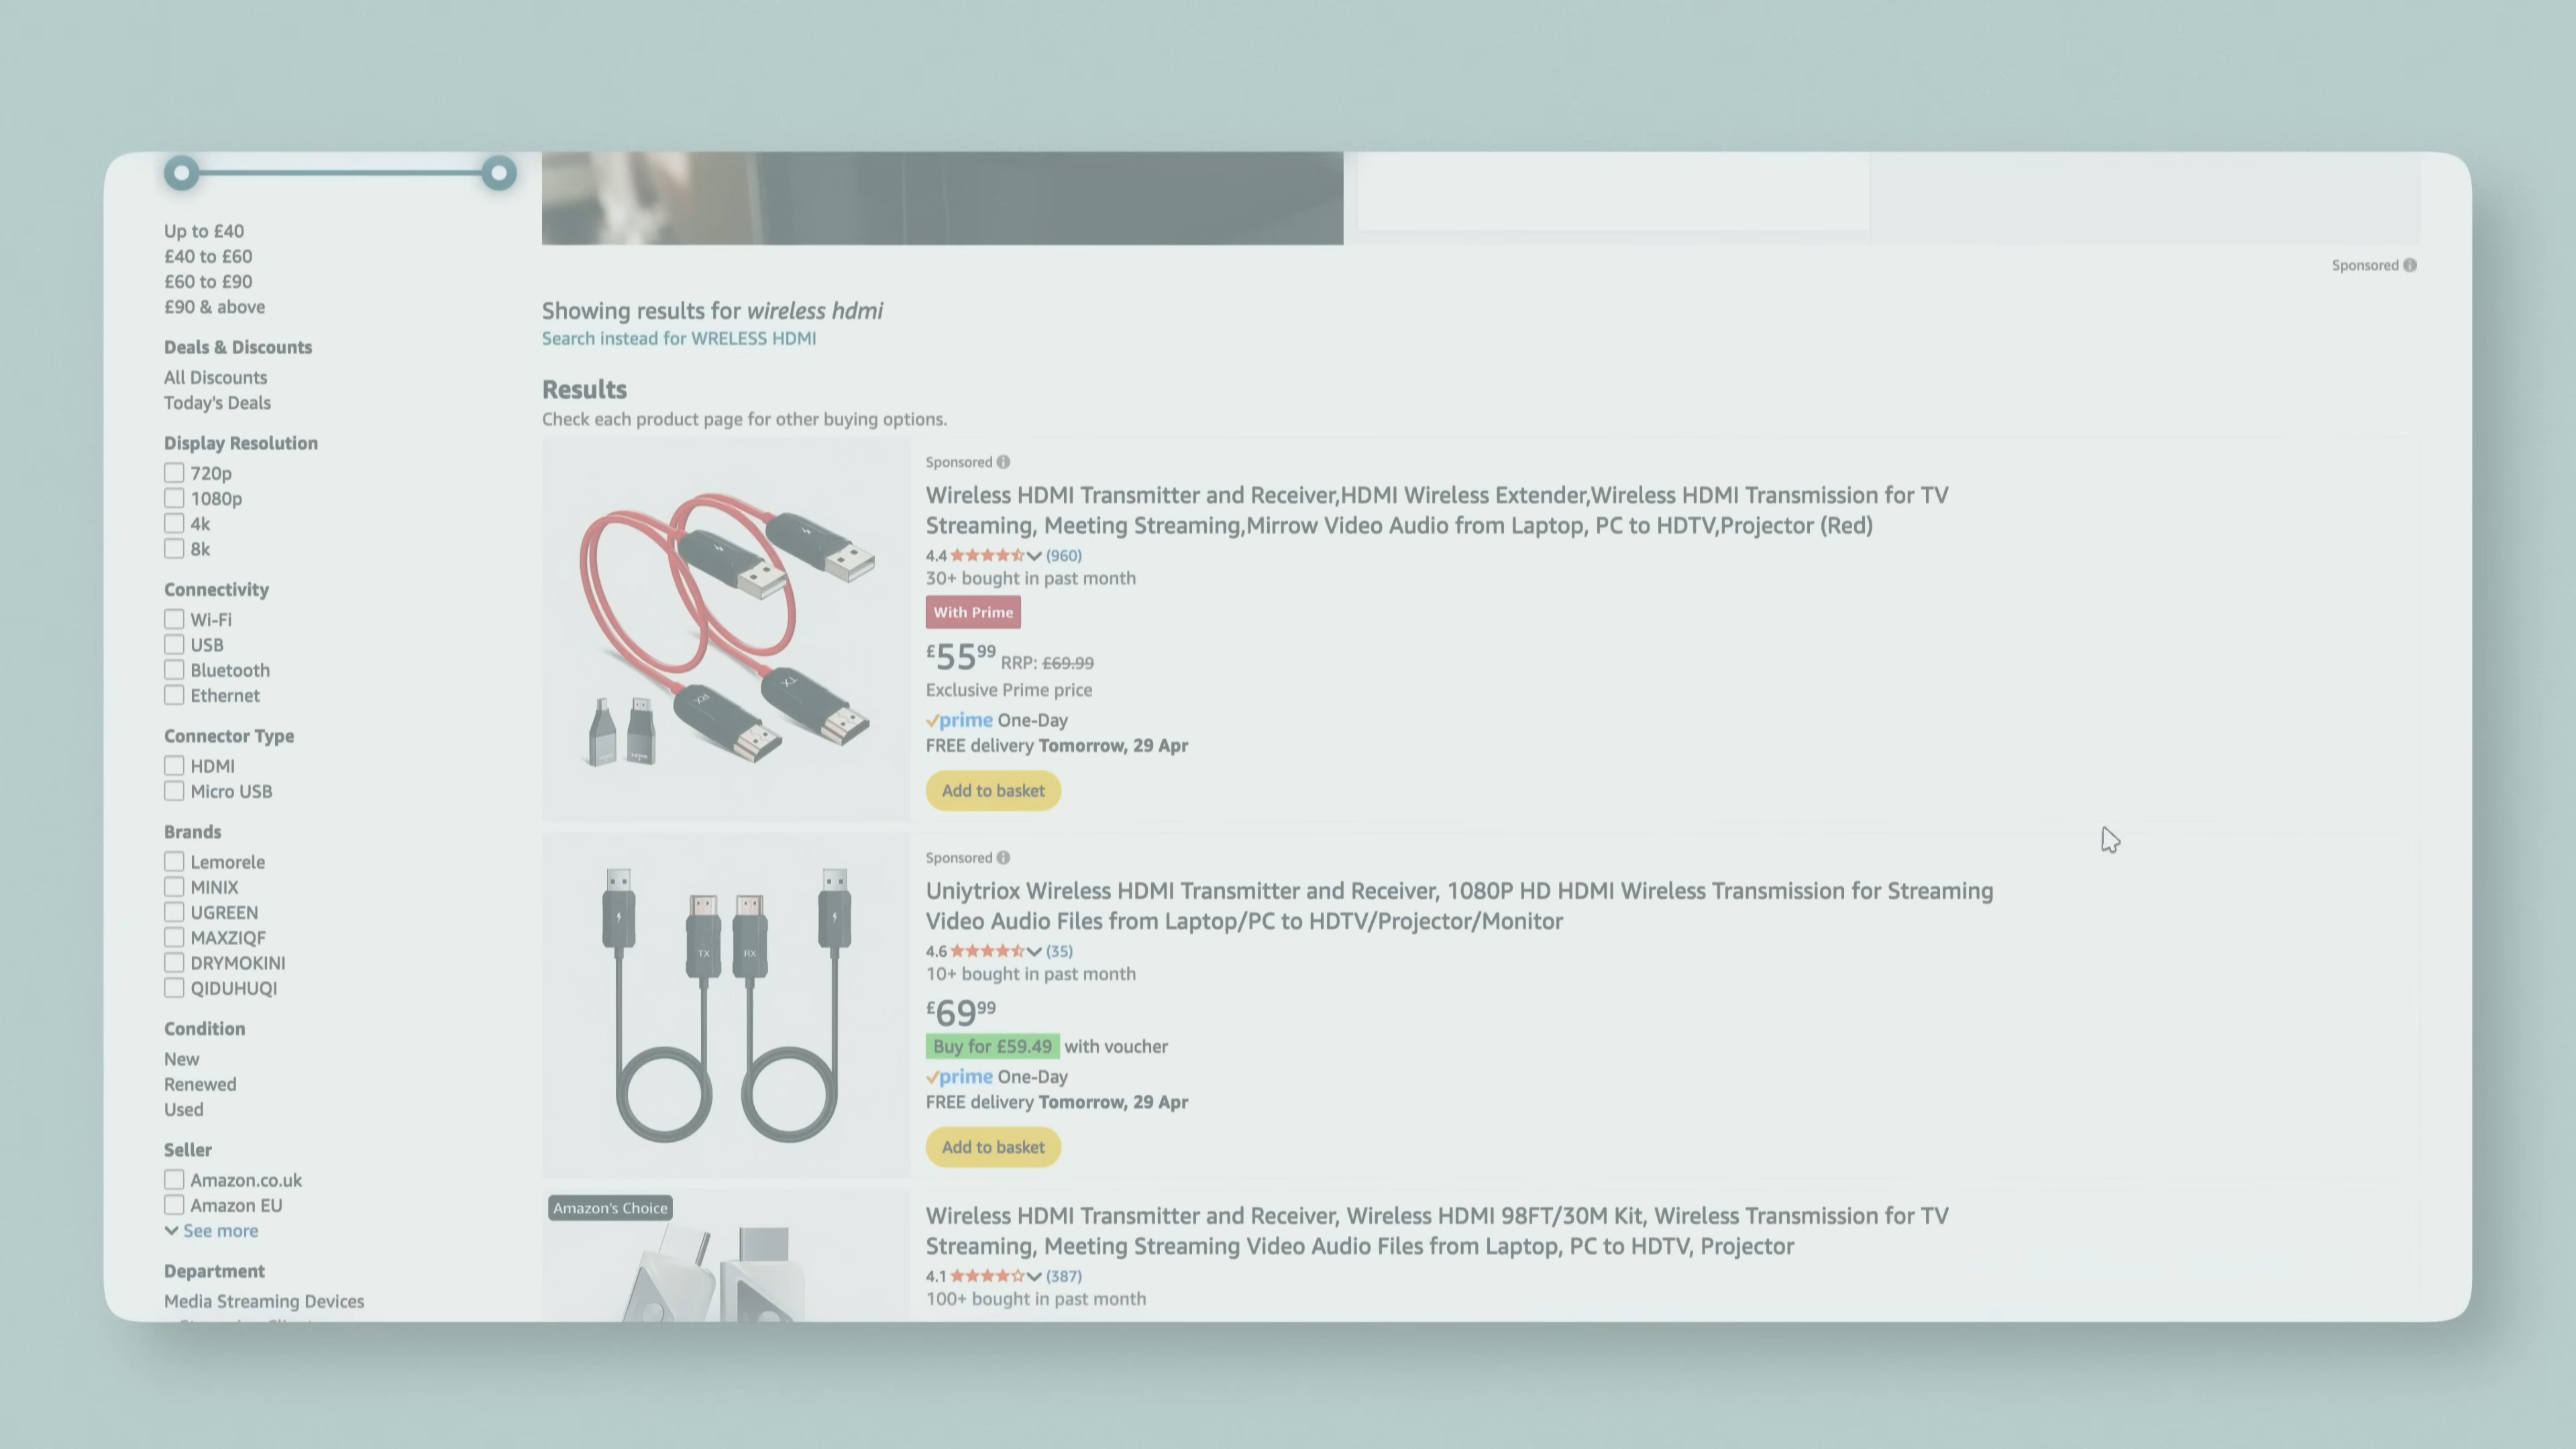 Up to £40
£40 to £60
£60 to £90
£90 & above
Deals & Discounts
All Discounts
Today's Deals
Display Resolution
720p
1080p
4k
8k
Connectivity
Wi-Fi
USB
Bluetooth
Ethernet
Connector Type
HDMI
Micro USB
Brands
Lemorele
MINIX
UGREEN
MAXZIQF
DRYMOKINI
QIDUHUQI
Condition
New
Renewed
Used
Seller
Amazon.co.uk
Amazon EU
See more
Department
Media Streaming Devices
Sponsored
Showing results for wireless hdmi
Search instead for WRELESS HDMI
Results
Check each product page for other buying options.
Sponsored
Wireless HDMI Transmitter and Receiver,HDMI Wireless Extender,Wireless HDMI Transmission for TV
Streaming, Meeting Streaming,Mirrow Video Audio from Laptop, PC to HDTV,Projector (Red)
4.4 (960)
30+ bought in past month
With Prime
£55.99 RRP: £69.99
Exclusive Prime price
prime One-Day
FREE delivery Tomorrow, 29 Apr
Add to basket
RX
TX
Sponsored
Uniytriox Wireless HDMI Transmitter and Receiver, 1080P HD HDMI Wireless Transmission for Streaming
Video Audio Files from Laptop/PC to HDTV/Projector/Monitor
4.6 (35)
10+ bought in past month
£69.99
Buy for £59.49 with voucher
prime One-Day
FREE delivery Tomorrow, 29 Apr
Add to basket
TX
RX
Amazon's Choice
Wireless HDMI Transmitter and Receiver, Wireless HDMI 98FT/30M Kit, Wireless Transmission for TV
Streaming, Meeting Streaming Video Audio Files from Laptop, PC to HDTV, Projector
4.1 (387)
100+ bought in past month